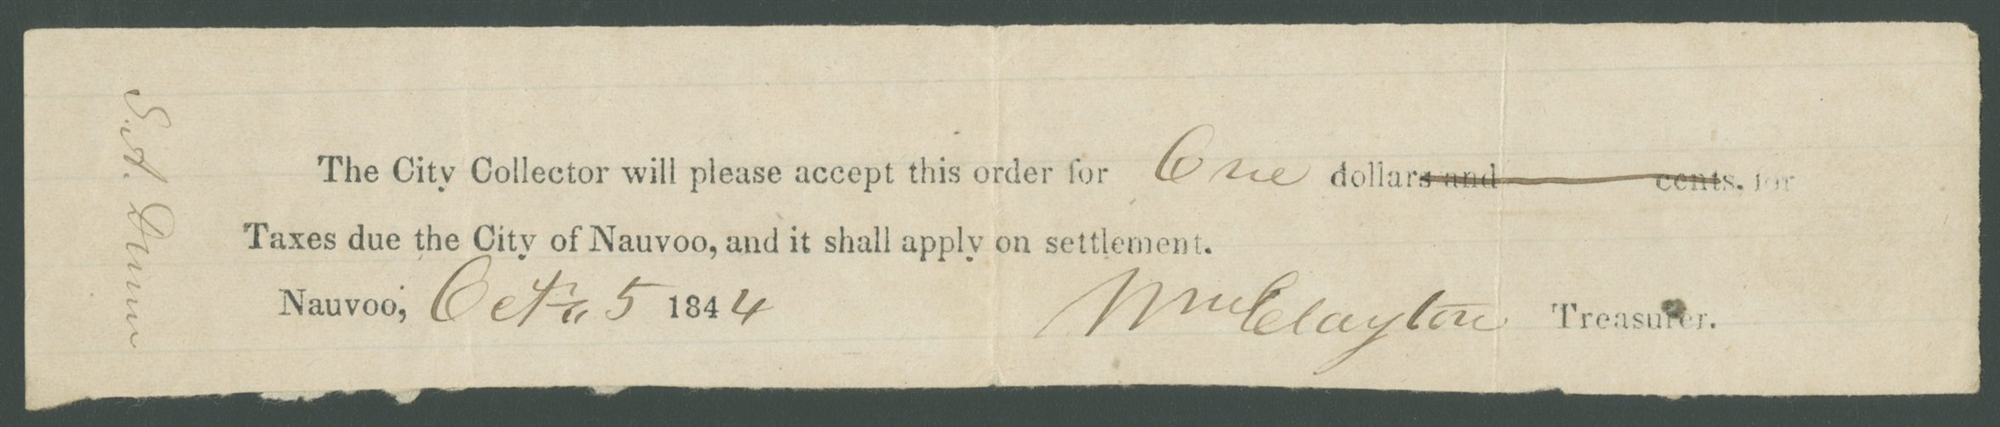 The City Collector will please accept this order for One dollars and cents. for
Taxes due the City of Nauvoo, and it shall apply on settlement.
Nauvoo, Octr. 5 1844 Wm Clayton Treasurer.
S. A. Dunn